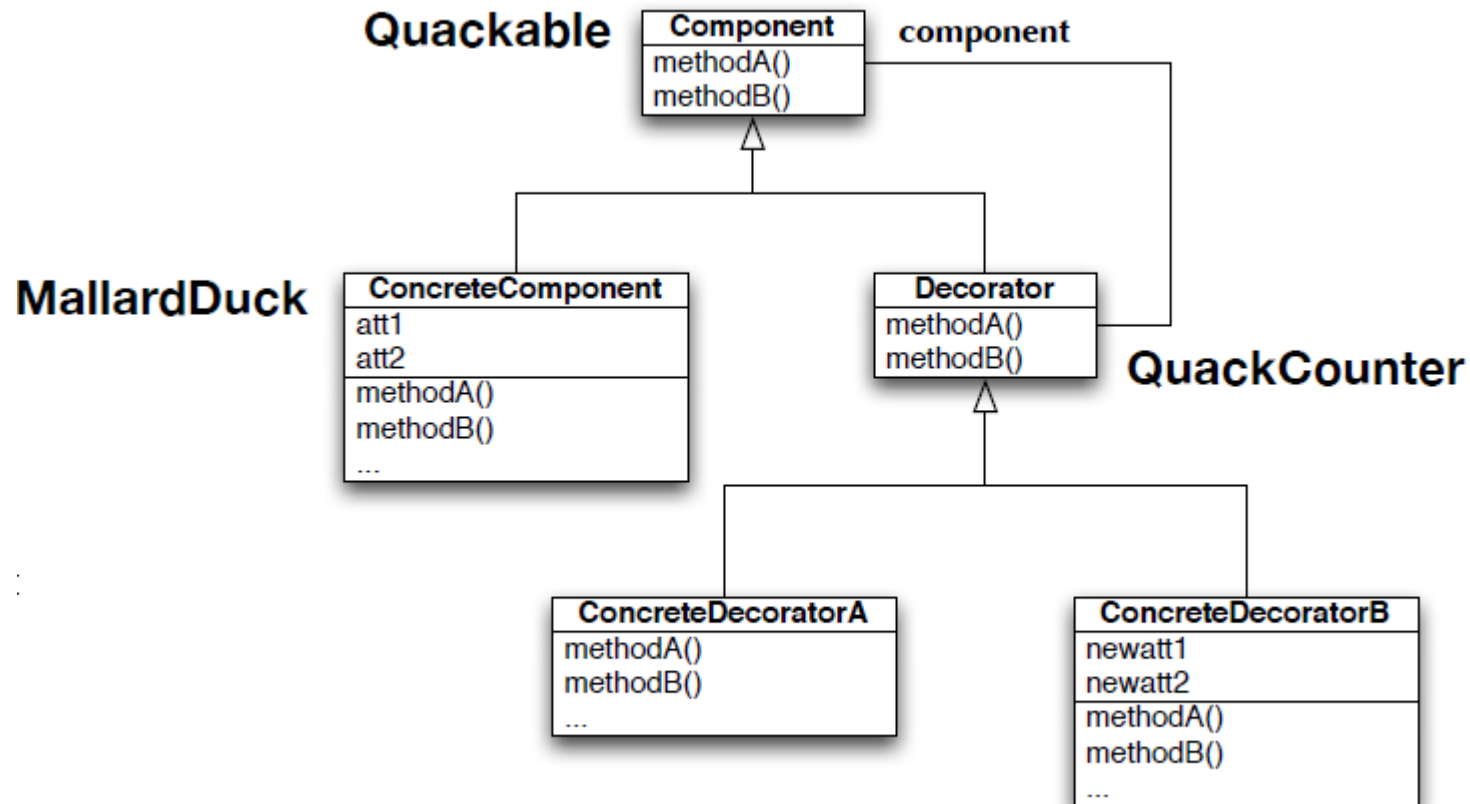 Quackable
Component
component
methodA()
methodB()
MallardDuck
ConcreteComponent
att1
att2
methodA()
methodB()
...
Decorator
methodA()
methodB()
QuackCounter
ConcreteDecoratorA
methodA()
methodB()
...
ConcreteDecoratorB
newatt1
newatt2
methodA()
methodB()
...